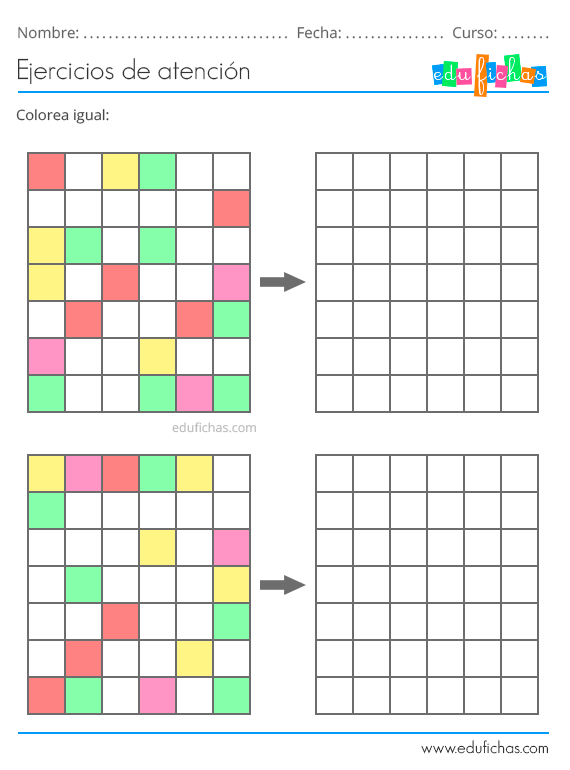 Nombre: ................................ Fecha: ................ Curso: ........
Ejercicios de atención
edufichas
Colorea igual:
edufichas.com
www.edufichas.com